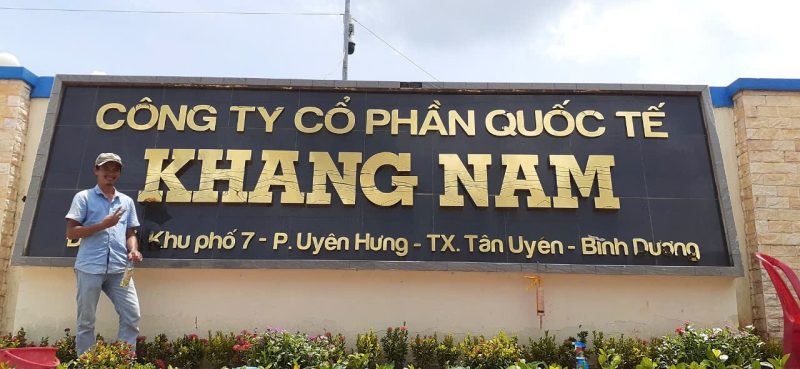 CÔNG TY CỔ PHẦN QUỐC TẾ
KHANG NAM
Khu phố 7 - P. Uyên Hưng - TX. Tân Uyên - Bình Dương